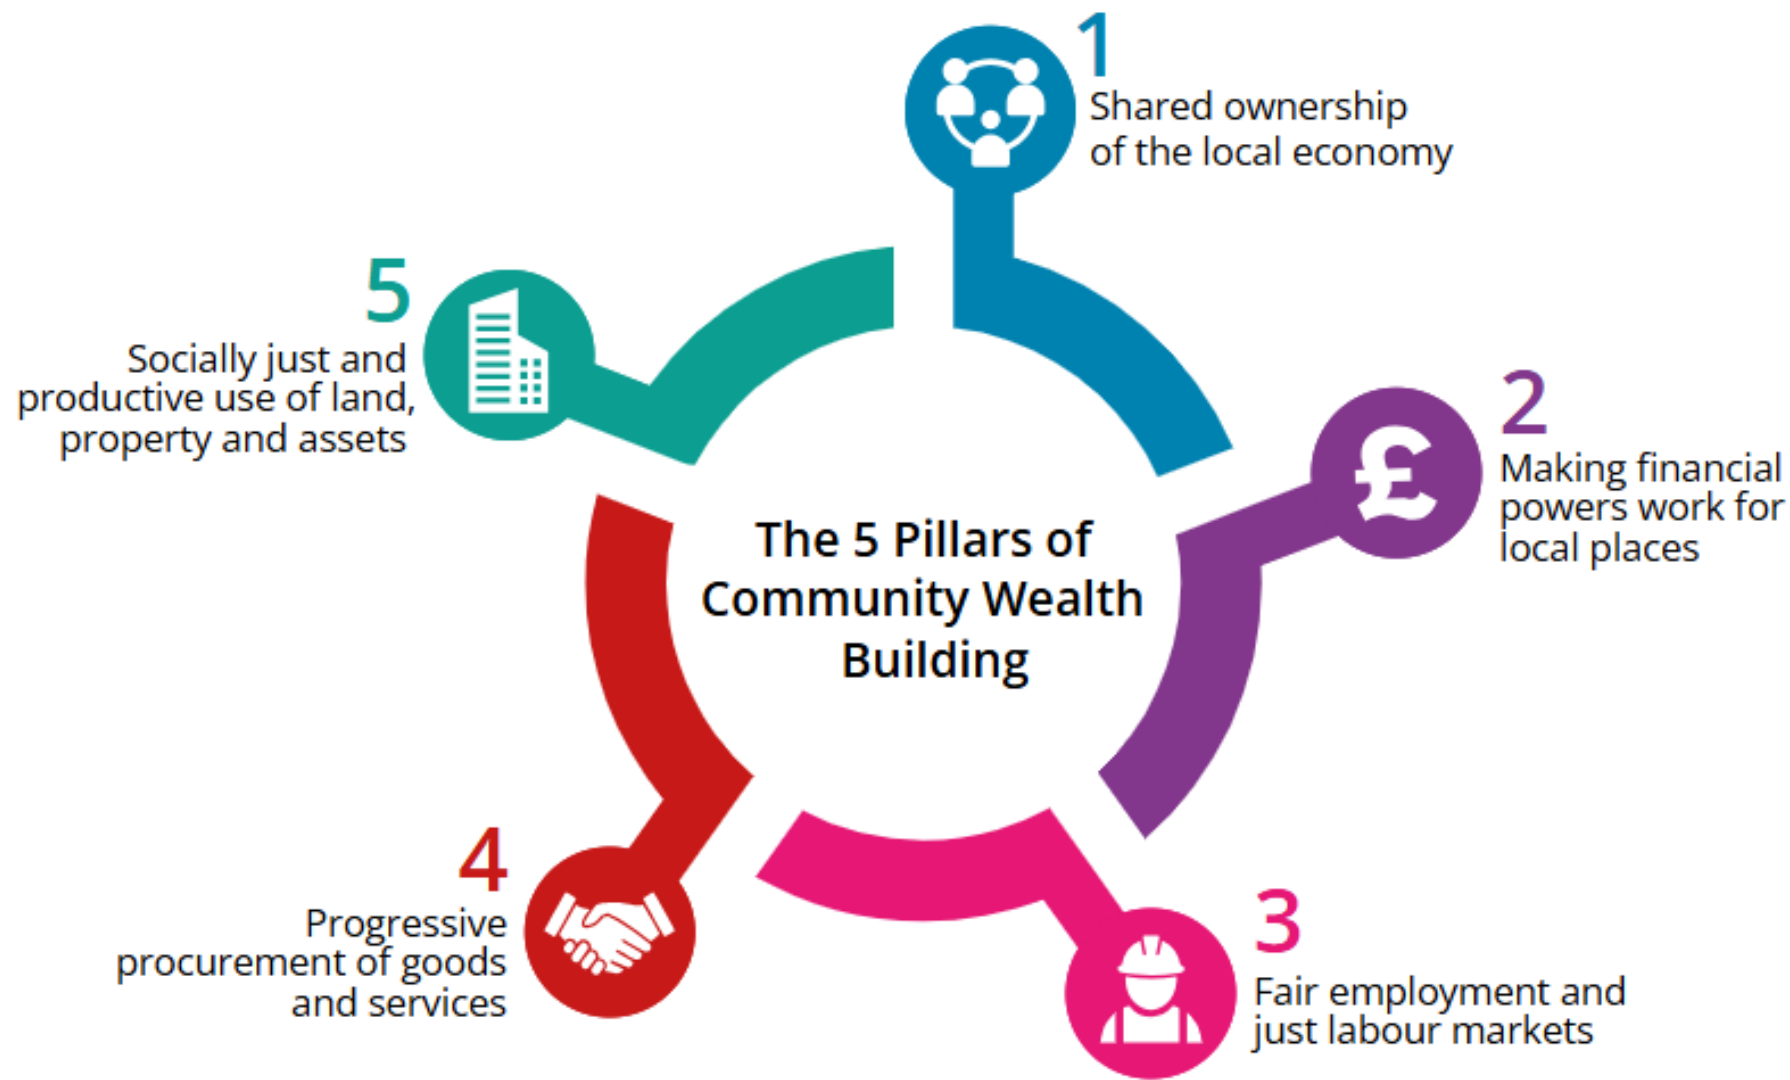 1
Shared ownership
of the local economy
2
Making financial
powers work for
local places
3
Fair employment and
just labour markets
4
Progressive
procurement of goods
and services
5
Socially just and
productive use of land,
property and assets
The 5 Pillars of
Community Wealth
Building
£